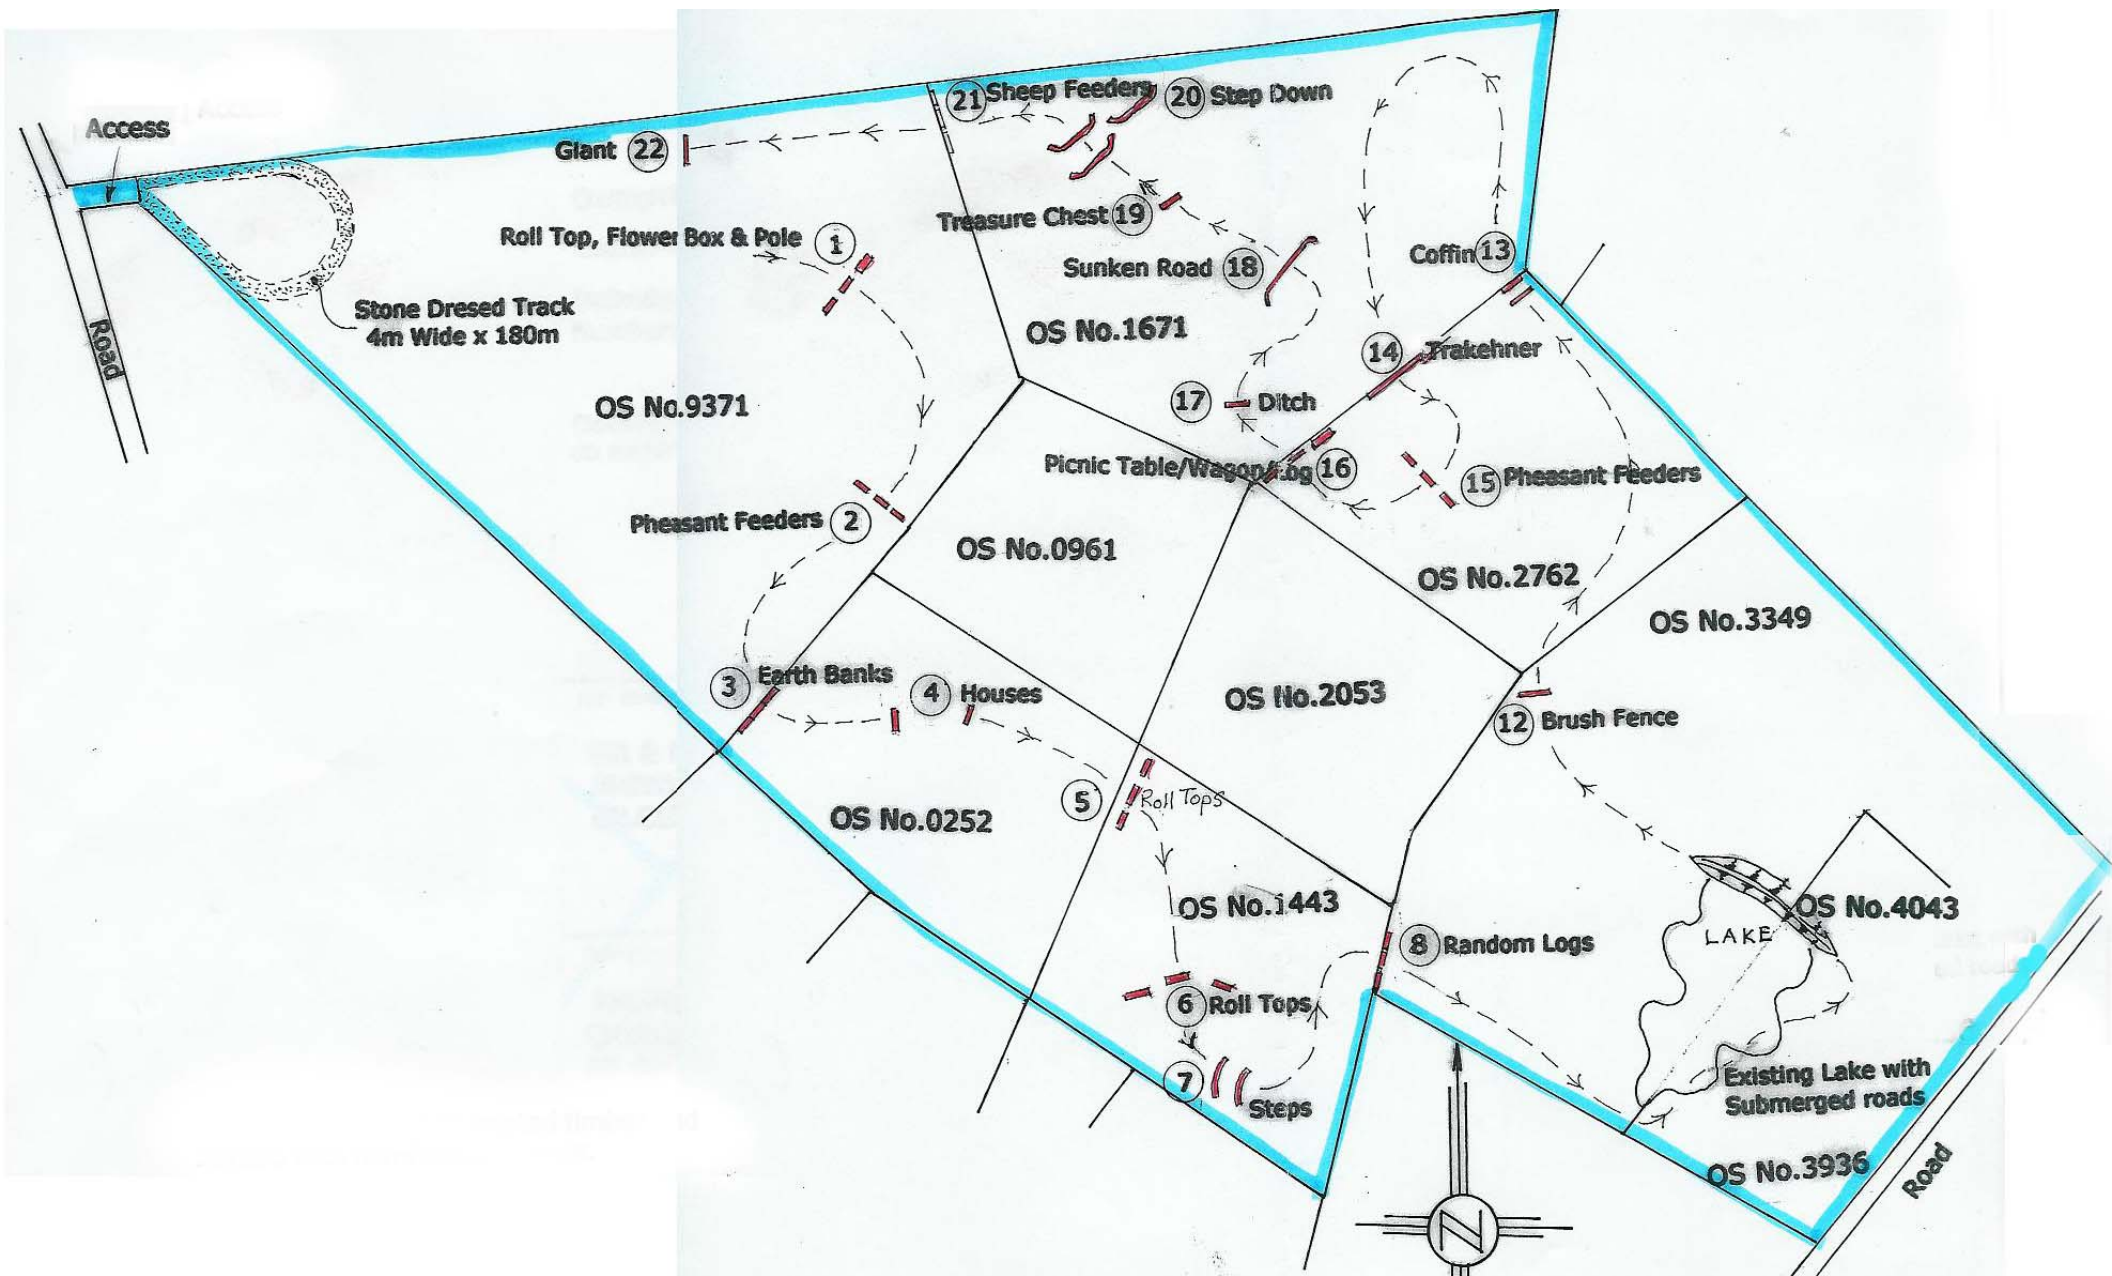 21 Sheep Feeders
20 Step Down
Access
Giant 22
Treasure Chest 19
Roll Top, Flower Box & Pole 1
Coffin 13
Sunken Road 18
Stone Dresed Track
4m Wide x 180m
OS No.1671
Road
14 Trakehner
OS No.9371
17 Ditch
Picnic Table/Wagon/Log 16
15 Pheasant Feeders
Pheasant Feeders 2
OS No.0961
OS No.2762
OS No.3349
3 Earth Banks
4 Houses
OS No.2053
12 Brush Fence
5 Roll Tops
OS No.0252
OS No.1443
OS No.4043
LAKE
8 Random Logs
6 Roll Tops
7
Steps
Existing Lake with
Submerged roads
OS No.3936
Road
N